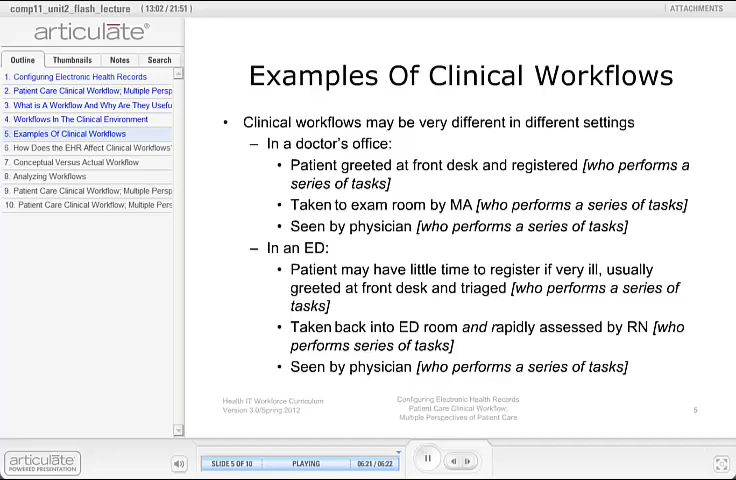 comp11_unit2_flash_lecture ( 13:02 / 21:51 )
ATTACHMENTS
articulate®
Outline Thumbnails Notes Search
1. Configuring Electronic Health Records
2. Patient Care Clinical Workflow; Multiple Persp
3. What is A Workflow And Why Are They Usefu
4. Workflows In The Clinical Environment
5. Examples Of Clinical Workflows
6. How Does the EHR Affect Clinical Workflows?
7. Conceptual Versus Actual Workflow
8. Analyzing Workflows
9. Patient Care Clinical Workflow; Multiple Persp
10. Patient Care Clinical Workflow; Multiple Pers
Examples Of Clinical Workflows
• Clinical workflows may be very different in different settings
– In a doctor's office:
• Patient greeted at front desk and registered [who performs a
series of tasks]
• Taken to exam room by MA [who performs a series of tasks]
• Seen by physician [who performs a series of tasks]
– In an ED:
• Patient may have little time to register if very ill, usually
greeted at front desk and triaged [who performs a series of
tasks]
• Taken back into ED room and rapidly assessed by RN [who
performs series of tasks]
• Seen by physician [who performs a series of tasks]
Health IT Workforce Curriculum
Version 3.0/Spring 2012
Configuring Electronic Health Records
Patient Care Clinical Workflow;
Multiple Perspectives of Patient Care
5
articulate®
POWERED PRESENTATION
SLIDE 5 OF 10 PLAYING 06:21 / 06:22